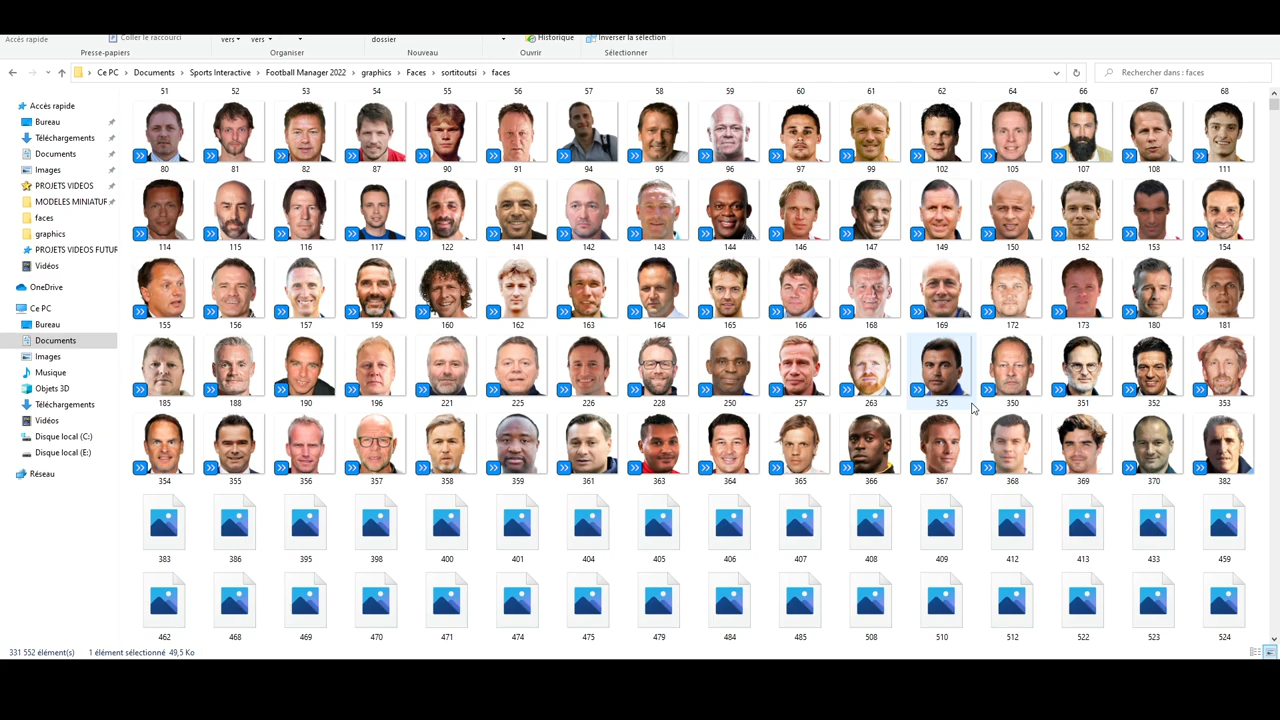 Accès rapide
Coller le raccourci
vers
vers
dossier
Historique
Inverser la sélection
Presse-papiers
Organiser
Nouveau
Ouvrir
Sélectionner
Ce PC > Documents > Sports Interactive > Football Manager 2022 > graphics > Faces > sortitoutsi > faces
Rechercher dans : faces
Accès rapide
Bureau
Téléchargements
Documents
Images
PROJETS VIDEOS
MODELES MINIATUR
faces
graphics
PROJETS VIDEOS FUTUR
Vidéos
OneDrive
Ce PC
Bureau
Documents
Images
Musique
Objets 3D
Téléchargements
Vidéos
Disque local (C:)
Disque local (E:)
Réseau
51 52 53 54 55 56 57 58 59 60 61 62 64 66 67 68
80 81 82 87 90 91 94 95 96 97 99 102 105 107 108 111
114 115 116 117 122 141 142 143 144 146 147 149 150 152 153 154
155 156 157 159 160 162 163 164 165 166 168 169 172 173 180 181
185 188 190 196 221 225 226 228 250 257 263 325 350 351 352 353
354 355 356 357 358 359 361 363 364 365 366 367 368 369 370 382
383 386 395 398 400 401 404 405 406 407 408 409 412 413 433 459
462 468 469 470 471 474 475 479 484 485 508 510 512 522 523 524
331 552 élément(s)
1 élément sélectionné 49,5 Ko